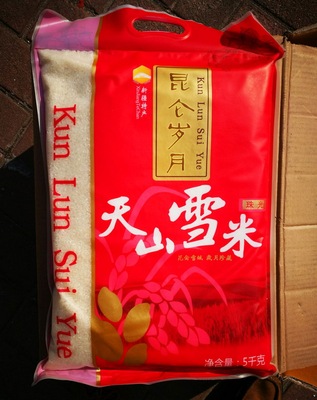 昆仑岁月
Kun Lun Sui Yue
新疆特产
XinJiangTeChan
天山雪米
昆仑雪域 岁月珍藏
净含量：5千克
Kun Lun Sui Yue